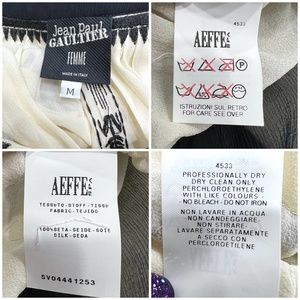 Jean Paul
GAULTIER
FEMME
MADE IN ITALY
M
4533
AEFFE
P
ISTRUZIONI SUL RETRO
FOR CARE SEE OVER
AEFFE
TESSUTO-STOFF-TISSU
FABRIC-TEJIDO
100%SETA-SEIDE-SOIE
SILK-SEDA
5V04441253
4533
PROFESSIONALLY DRY
DRY CLEAN ONLY
PERCHLOROETHYLENE
WITH LIKE COLOURS
NO BLEACH-DO NOT IRON
NON LAVARE IN ACQUA
NON CANDEGGIARE
NON STIRARE
LAVARE SEPARATAMENTE
A SECCO CON
PERCLOROETILENE